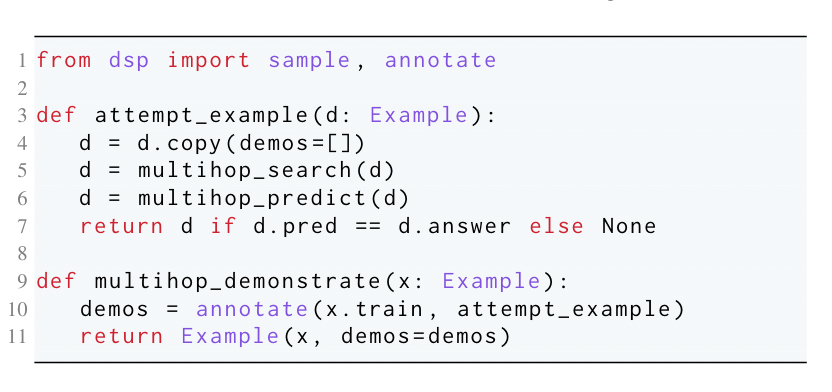 1 from dsp import sample, annotate
2
3 def attempt_example(d: Example):
4     d = d.copy(demos=[])
5     d = multihop_search(d)
6     d = multihop_predict(d)
7     return d if d.pred == d.answer else None
8
9 def multihop_demonstrate(x: Example):
10     demos = annotate(x.train, attempt_example)
11     return Example(x, demos=demos)